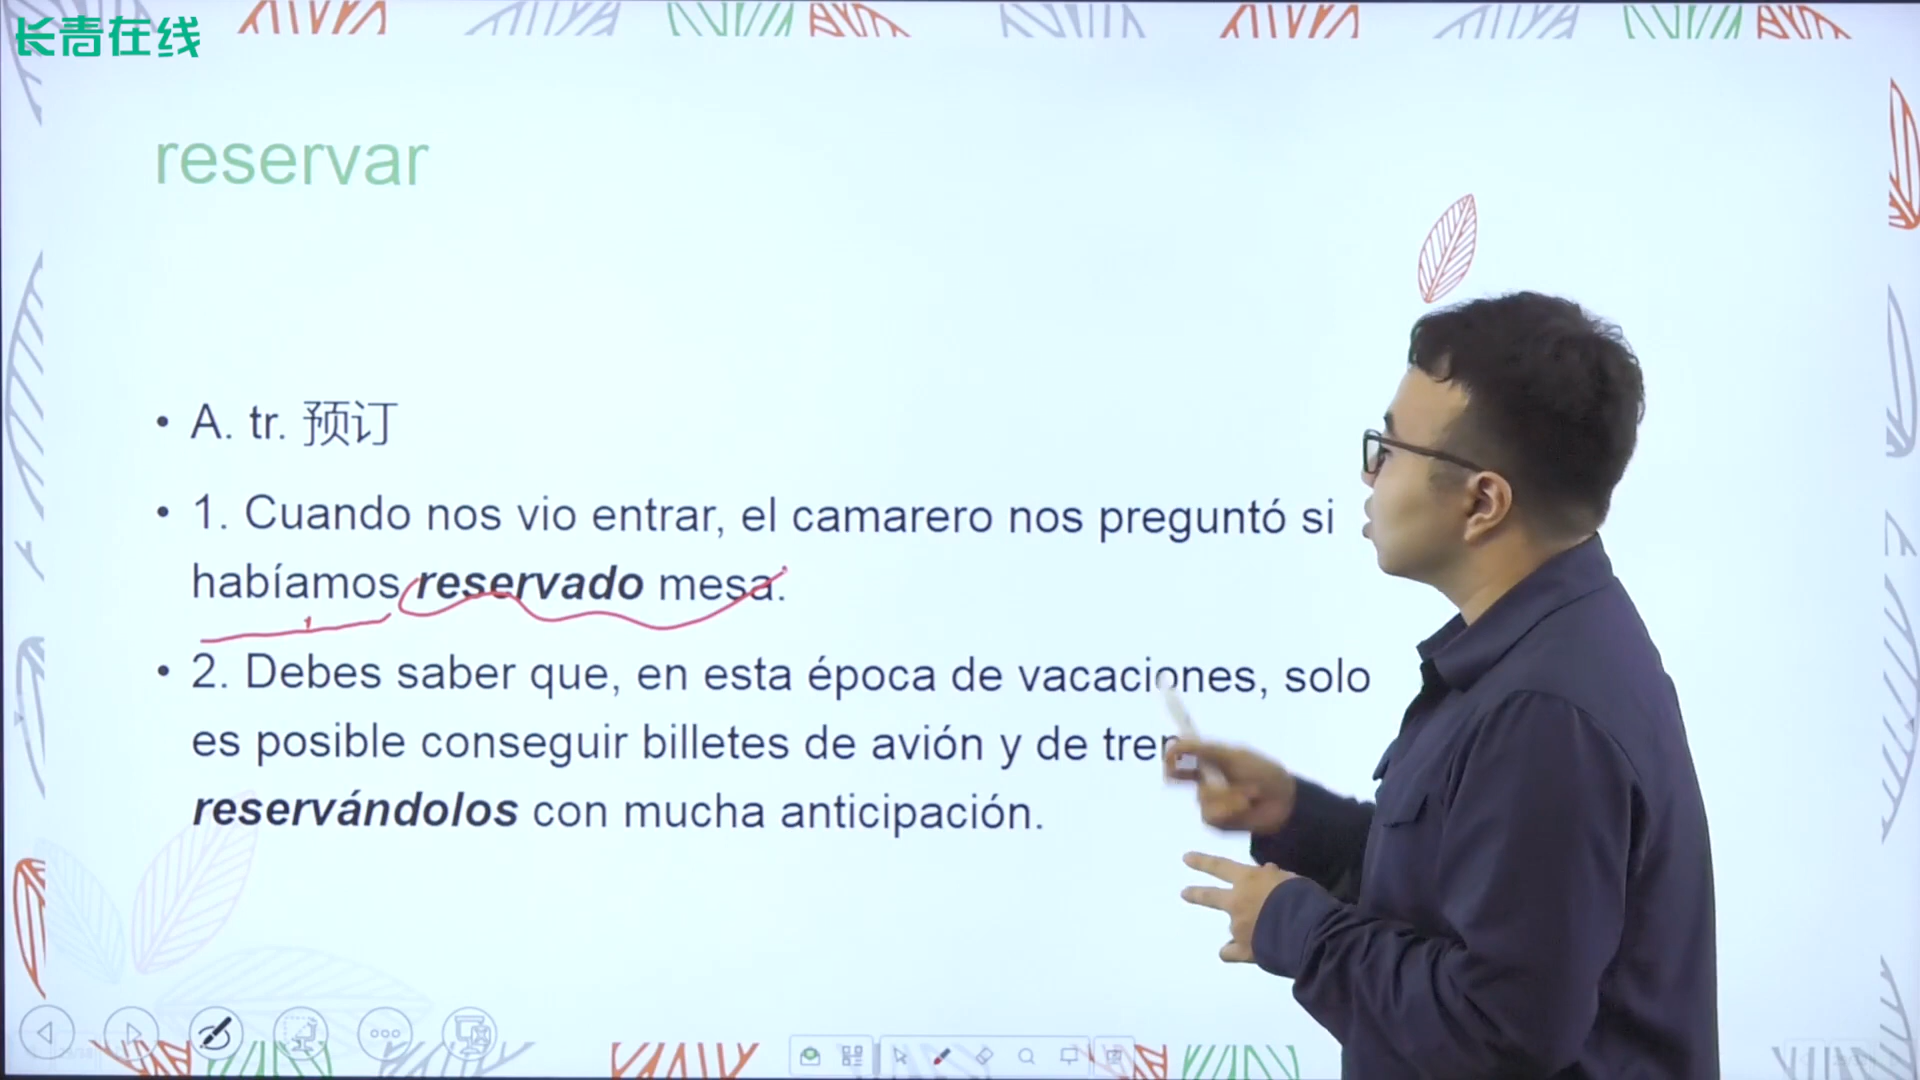 长青在线
reservar
• A. tr. 预订
• 1. Cuando nos vio entrar, el camarero nos preguntó si
habíamos reservado mesa.
• 2. Debes saber que, en esta época de vacaciones, solo
es posible conseguir billetes de avión y de tren
reservándolos con mucha anticipación.